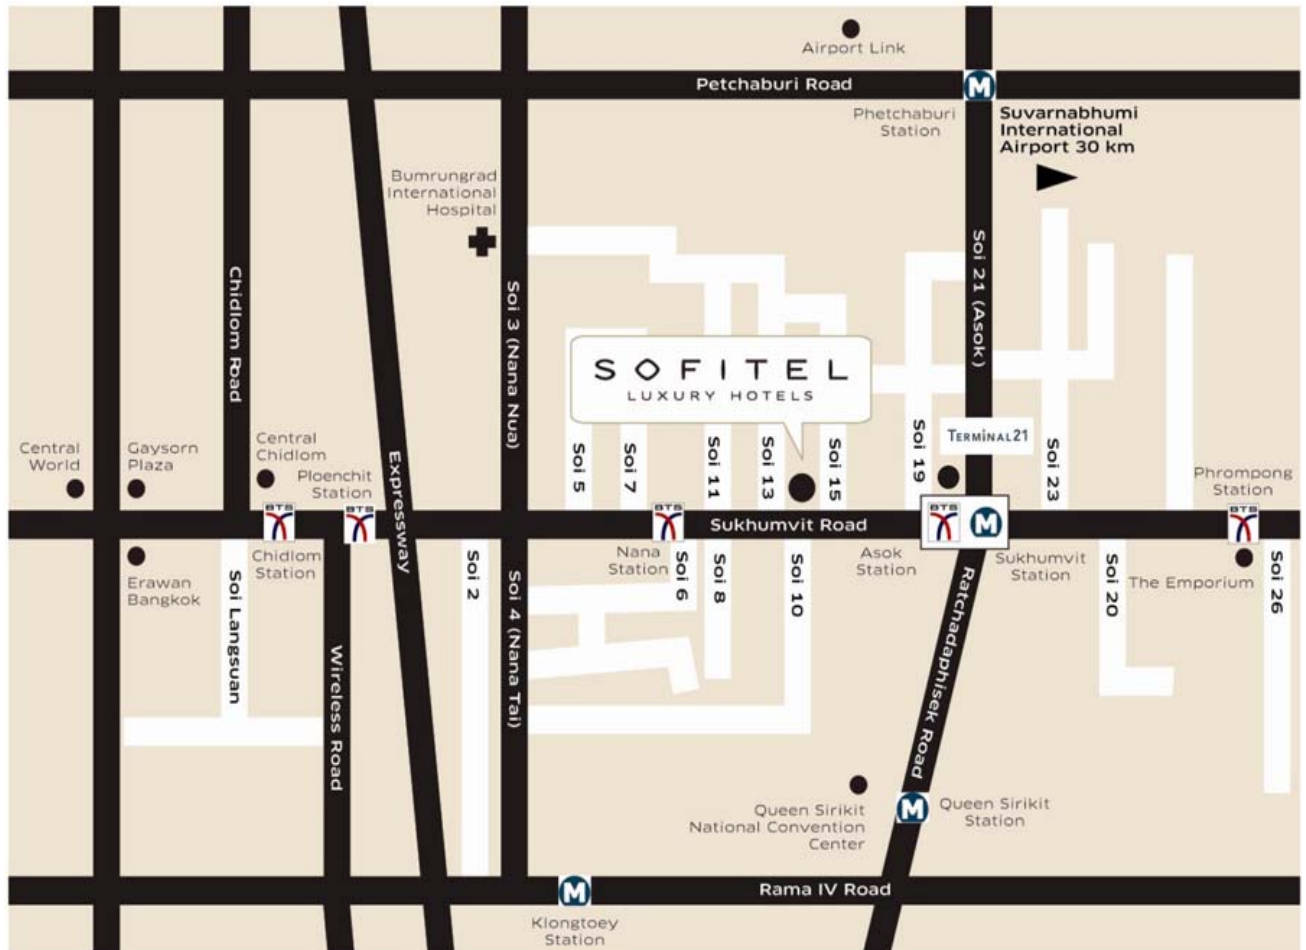 Airport Link
Petchaburi Road
M
Phetchaburi
Station
Suvarnabhumi
International
Airport 30 km
Bumrungrad
International
Hospital
Chidlom Road
Soi 3 (Nana Nua)
Soi 21 (Asok)
SOFITEL
LUXURY HOTELS
TERMINAL21
Central
World
Gaysorn
Plaza
Central
Chidlom
Ploenchit
Station
Expressway
Soi 5
Soi 7
Soi 11
Soi 13
Soi 15
Soi 19
Soi 23
Phrompong
Station
BTS
BTS
BTS
Sukhumvit Road
BTS
M
BTS
Erawan
Bangkok
Chidlom
Station
Soi Langsuan
Wireless Road
Soi 2
Soi 4 (Nana Tai)
Nana
Station
Soi 6
Soi 8
Soi 10
Asok
Station
Ratchadaphisek Road
Sukhumvit
Station
Soi 20
The Emporium
Soi 26
Queen Sirikit
National Convention
Center
M
Queen Sirikit
Station
Rama IV Road
M
Klongtoey
Station